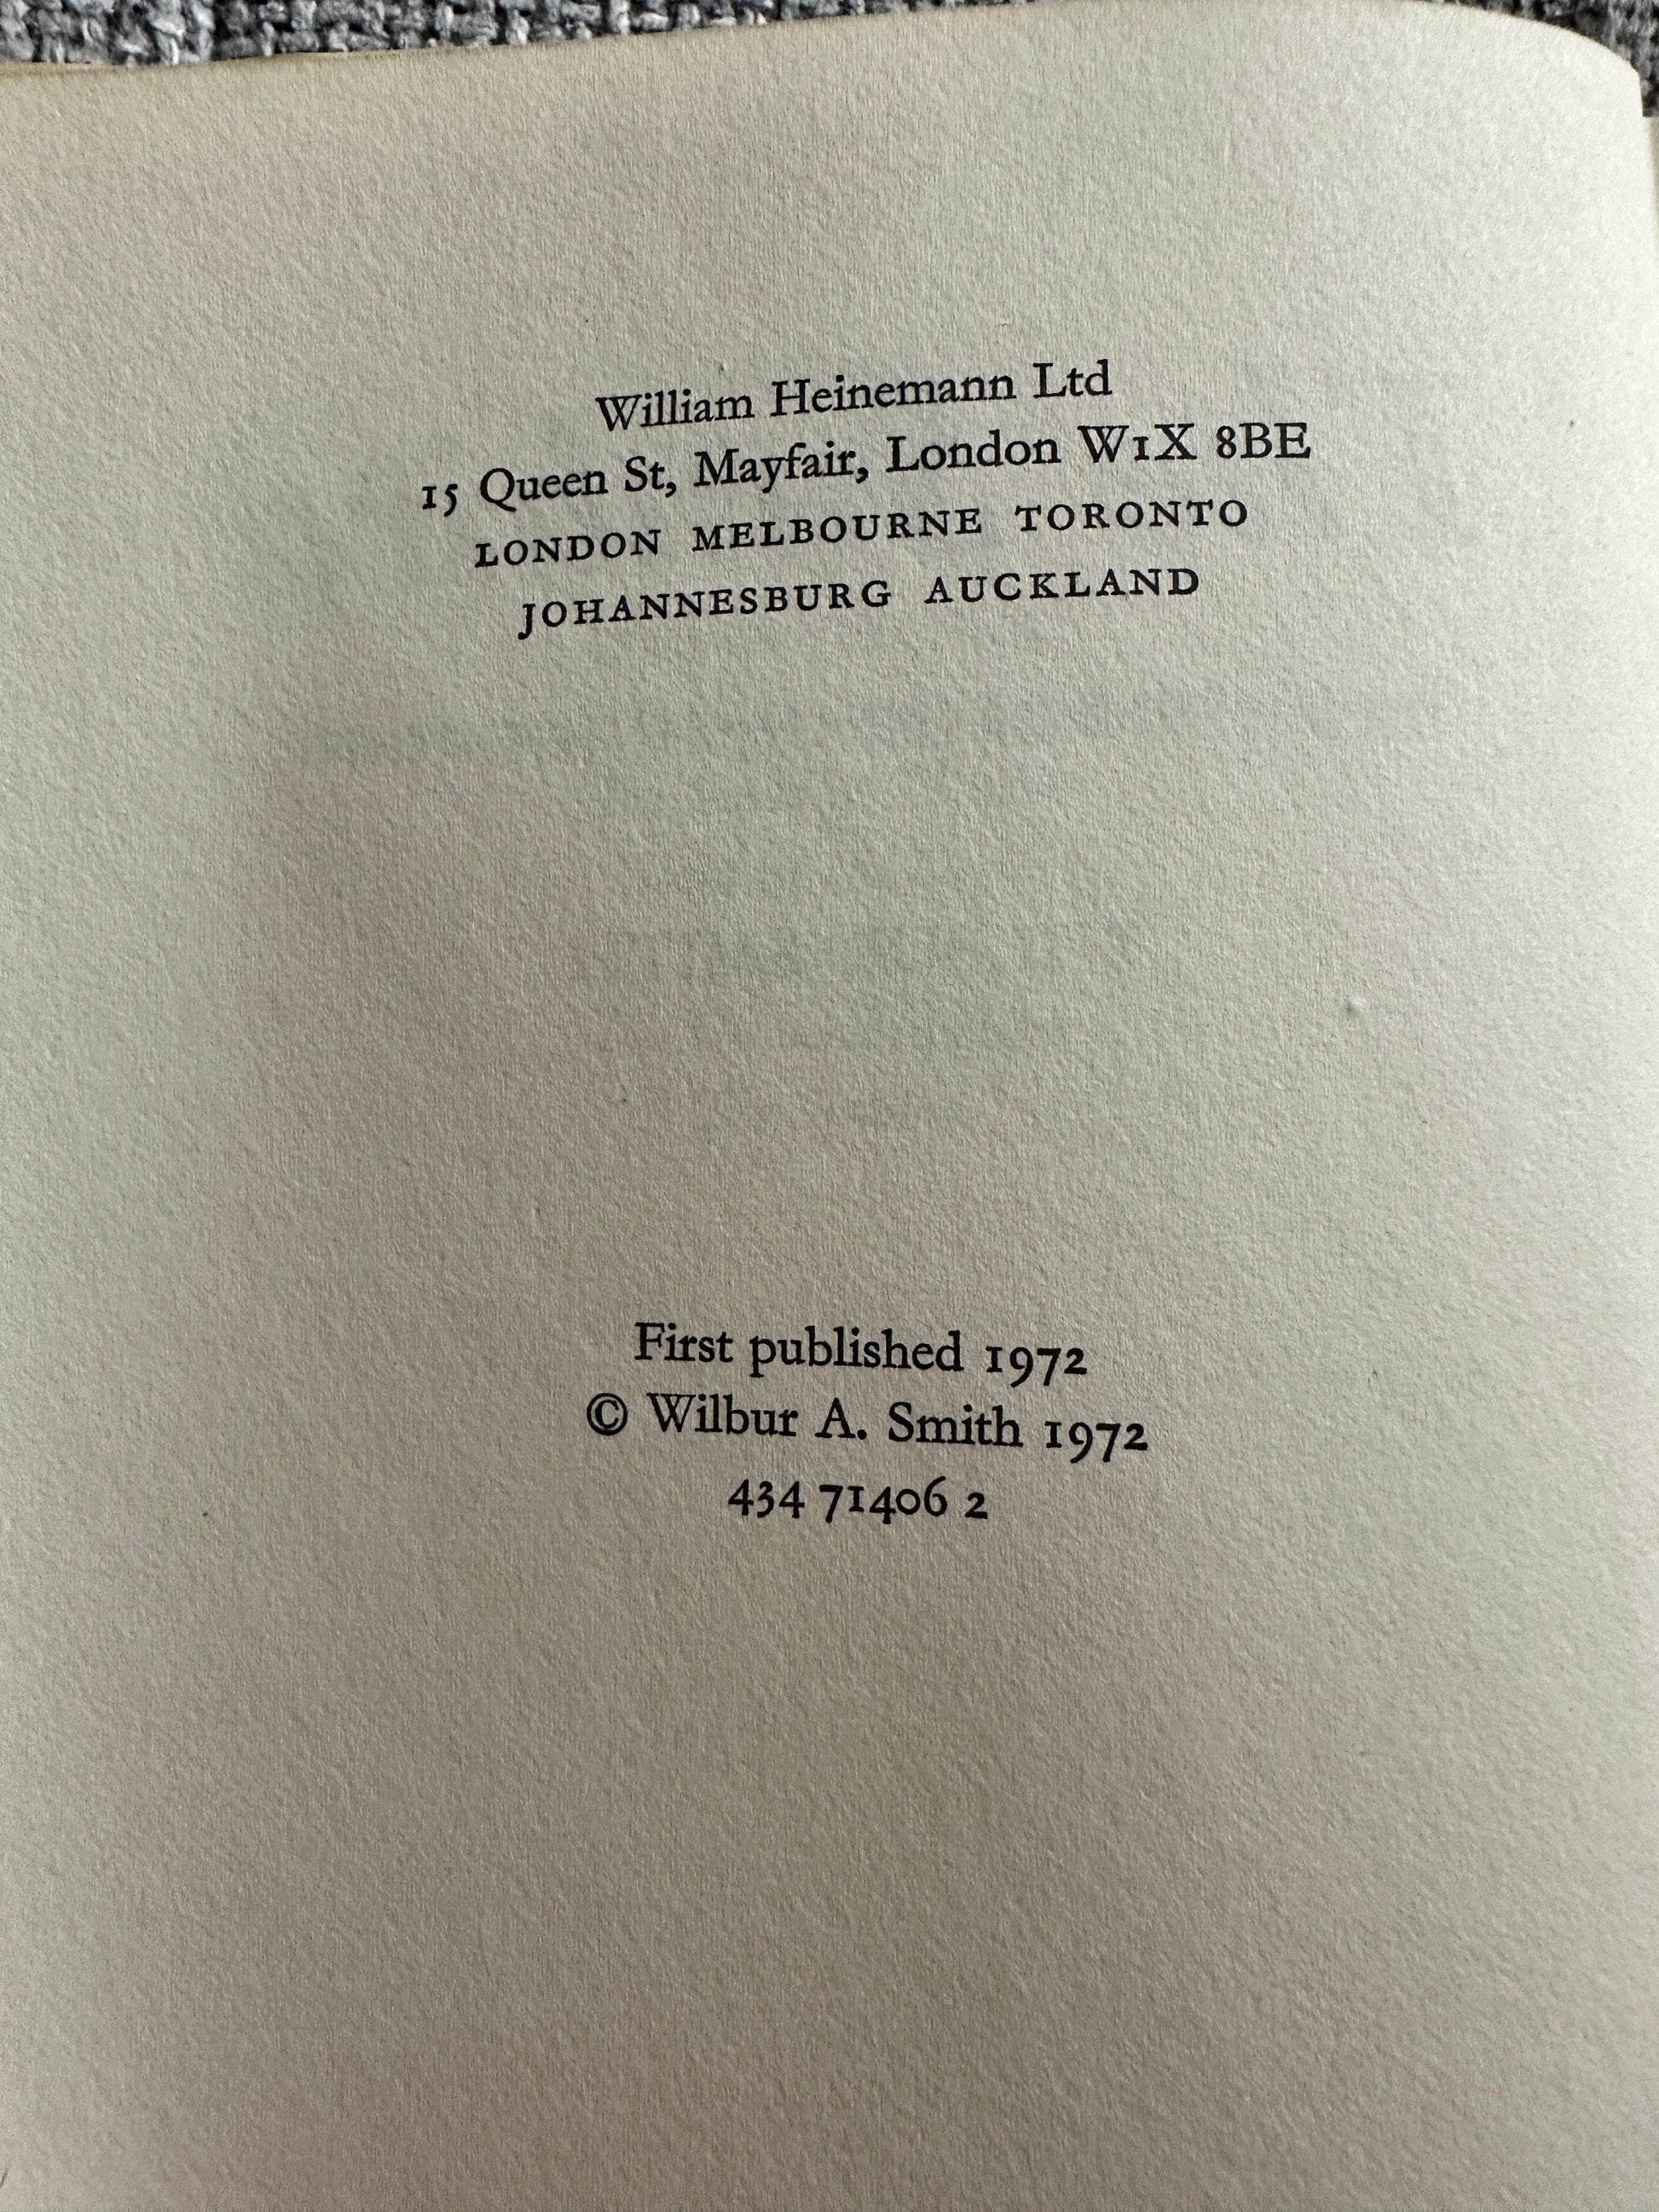 William Heinemann Ltd
15 Queen St, Mayfair, London W1X 8BE
LONDON MELBOURNE TORONTO
JOHANNESBURG AUCKLAND
First published 1972
© Wilbur A. Smith 1972
434 71406 2